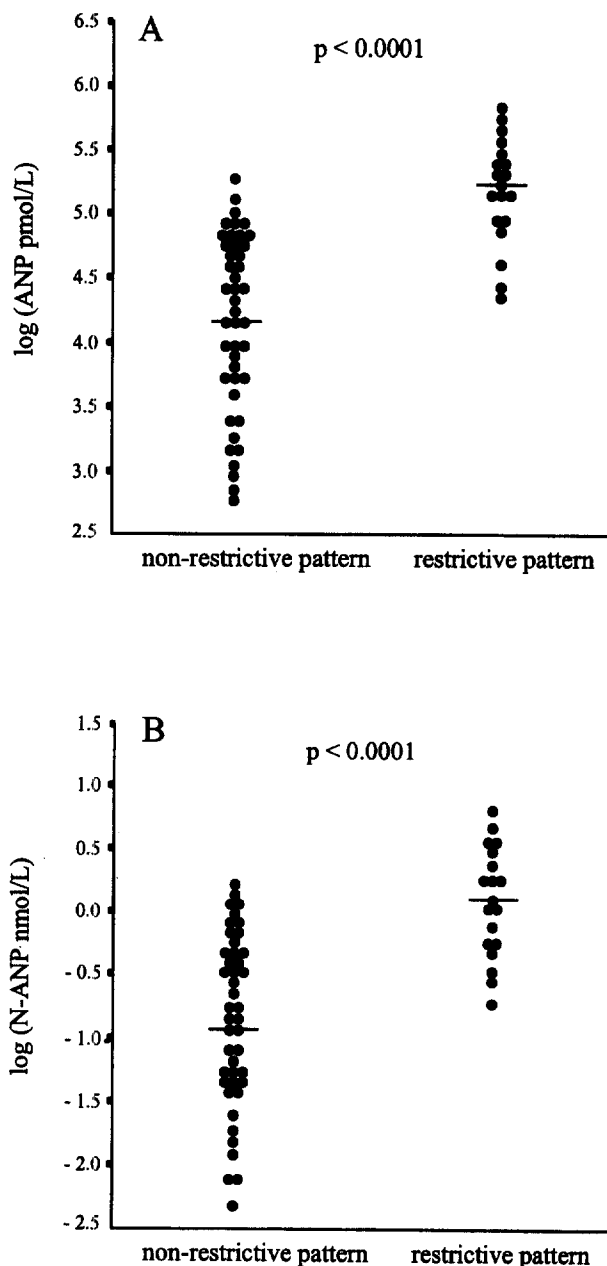 A
p < 0.0001
log (ANP pmol/L)
6.5
6.0
5.5
5.0
4.5
4.0
3.5
3.0
2.5
non-restrictive pattern restrictive pattern
B
p < 0.0001
log (N-ANP nmol/L)
1.5
1.0
0.5
0.0
- 0.5
- 1.0
- 1.5
- 2.0
- 2.5
non-restrictive pattern restrictive pattern